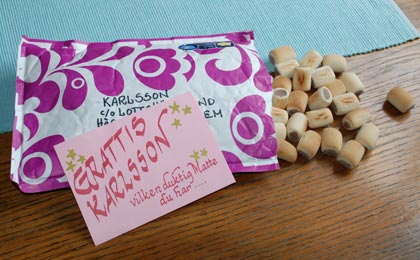 KARLSSON
c/o
GRATTIS
KARLSSON
vilken duktig Matte
du har....